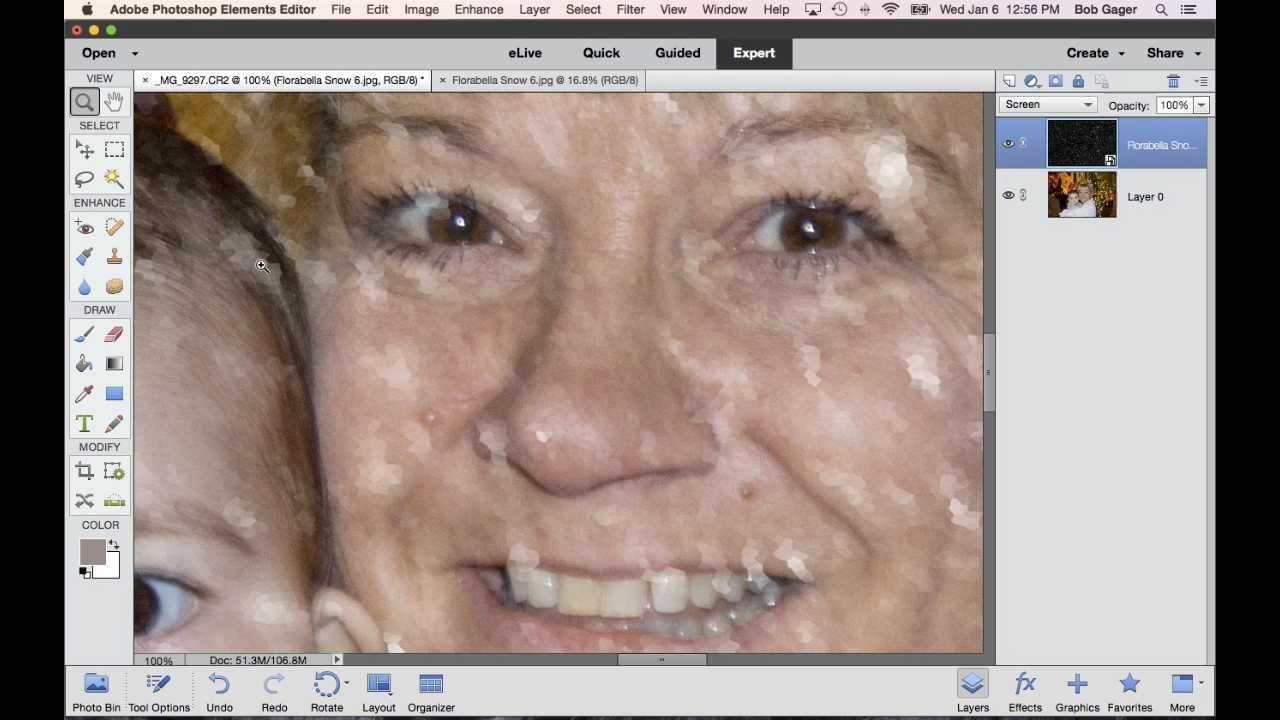 Adobe Photoshop Elements Editor File Edit Image Enhance Layer Select Filter View Window Help Wed Jan 6 12:56 PM Bob Gager
Open eLive Quick Guided Expert Create Share
VIEW × _MG_9297.CR2 @ 100% (Florabella Snow 6.jpg, RGB/8) * × Florabella Snow 6.jpg @ 16.8% (RGB/8)
Screen Opacity: 100%
SELECT
Florabella Sno...
Layer 0
ENHANCE
DRAW
T
MODIFY
COLOR
100% Doc: 51.3M/106.8M
Photo Bin Tool Options Undo Redo Rotate Layout Organizer Layers fx Effects Graphics Favorites More